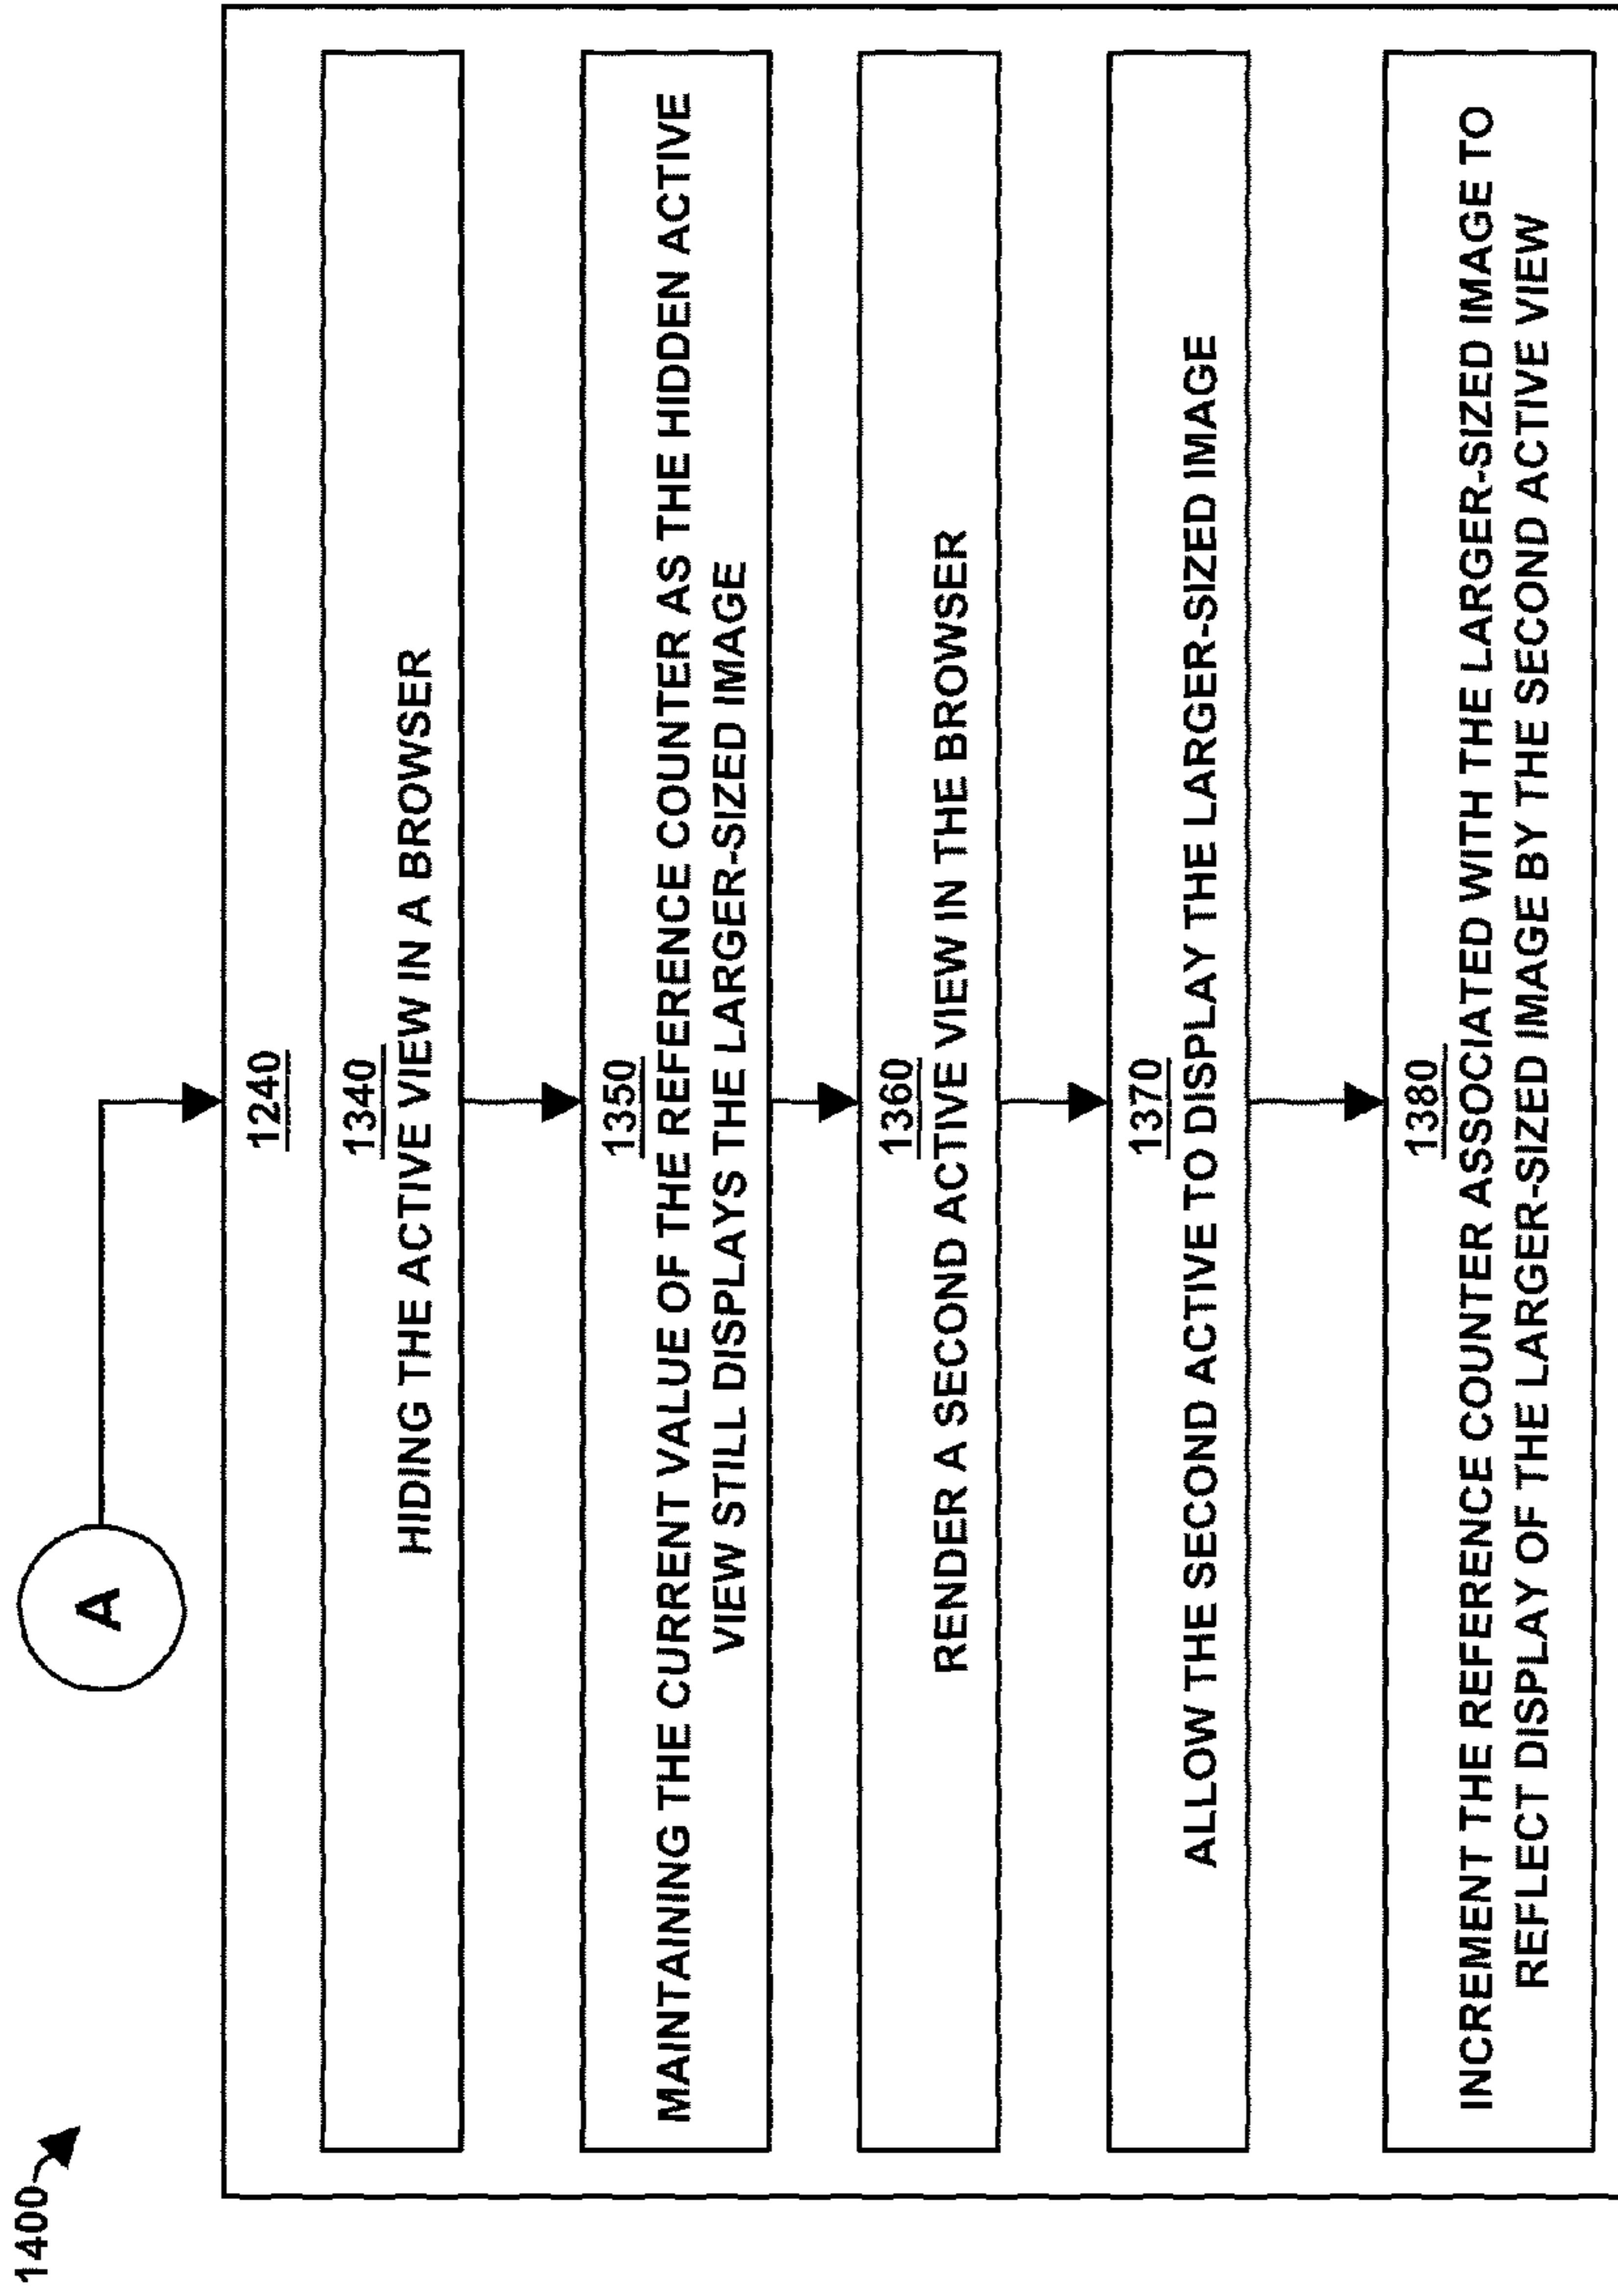 1400
A
1240
1340
HIDING THE ACTIVE VIEW IN A BROWSER
1350
MAINTAINING THE CURRENT VALUE OF THE REFERENCE COUNTER AS THE HIDDEN ACTIVE
VIEW STILL DISPLAYS THE LARGER-SIZED IMAGE
1360
RENDER A SECOND ACTIVE VIEW IN THE BROWSER
1370
ALLOW THE SECOND ACTIVE TO DISPLAY THE LARGER-SIZED IMAGE
1380
INCREMENT THE REFERENCE COUNTER ASSOCIATED WITH THE LARGER-SIZED IMAGE TO
REFLECT DISPLAY OF THE LARGER-SIZED IMAGE BY THE SECOND ACTIVE VIEW